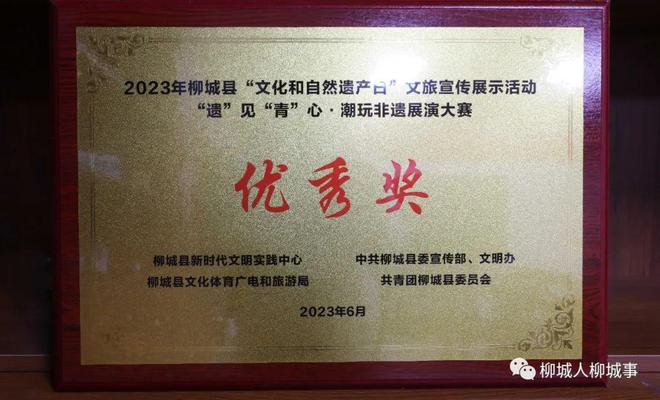 2023年柳城县“文化和自然遗产日”文旅宣传展示活动
“遗”见“青”心·潮玩非遗展演大赛
优秀奖
柳城县新时代文明实践中心 中共柳城县委宣传部、文明办
柳城县文化体育广电和旅游局 共青团柳城县委员会
2023年6月
柳城人柳城事